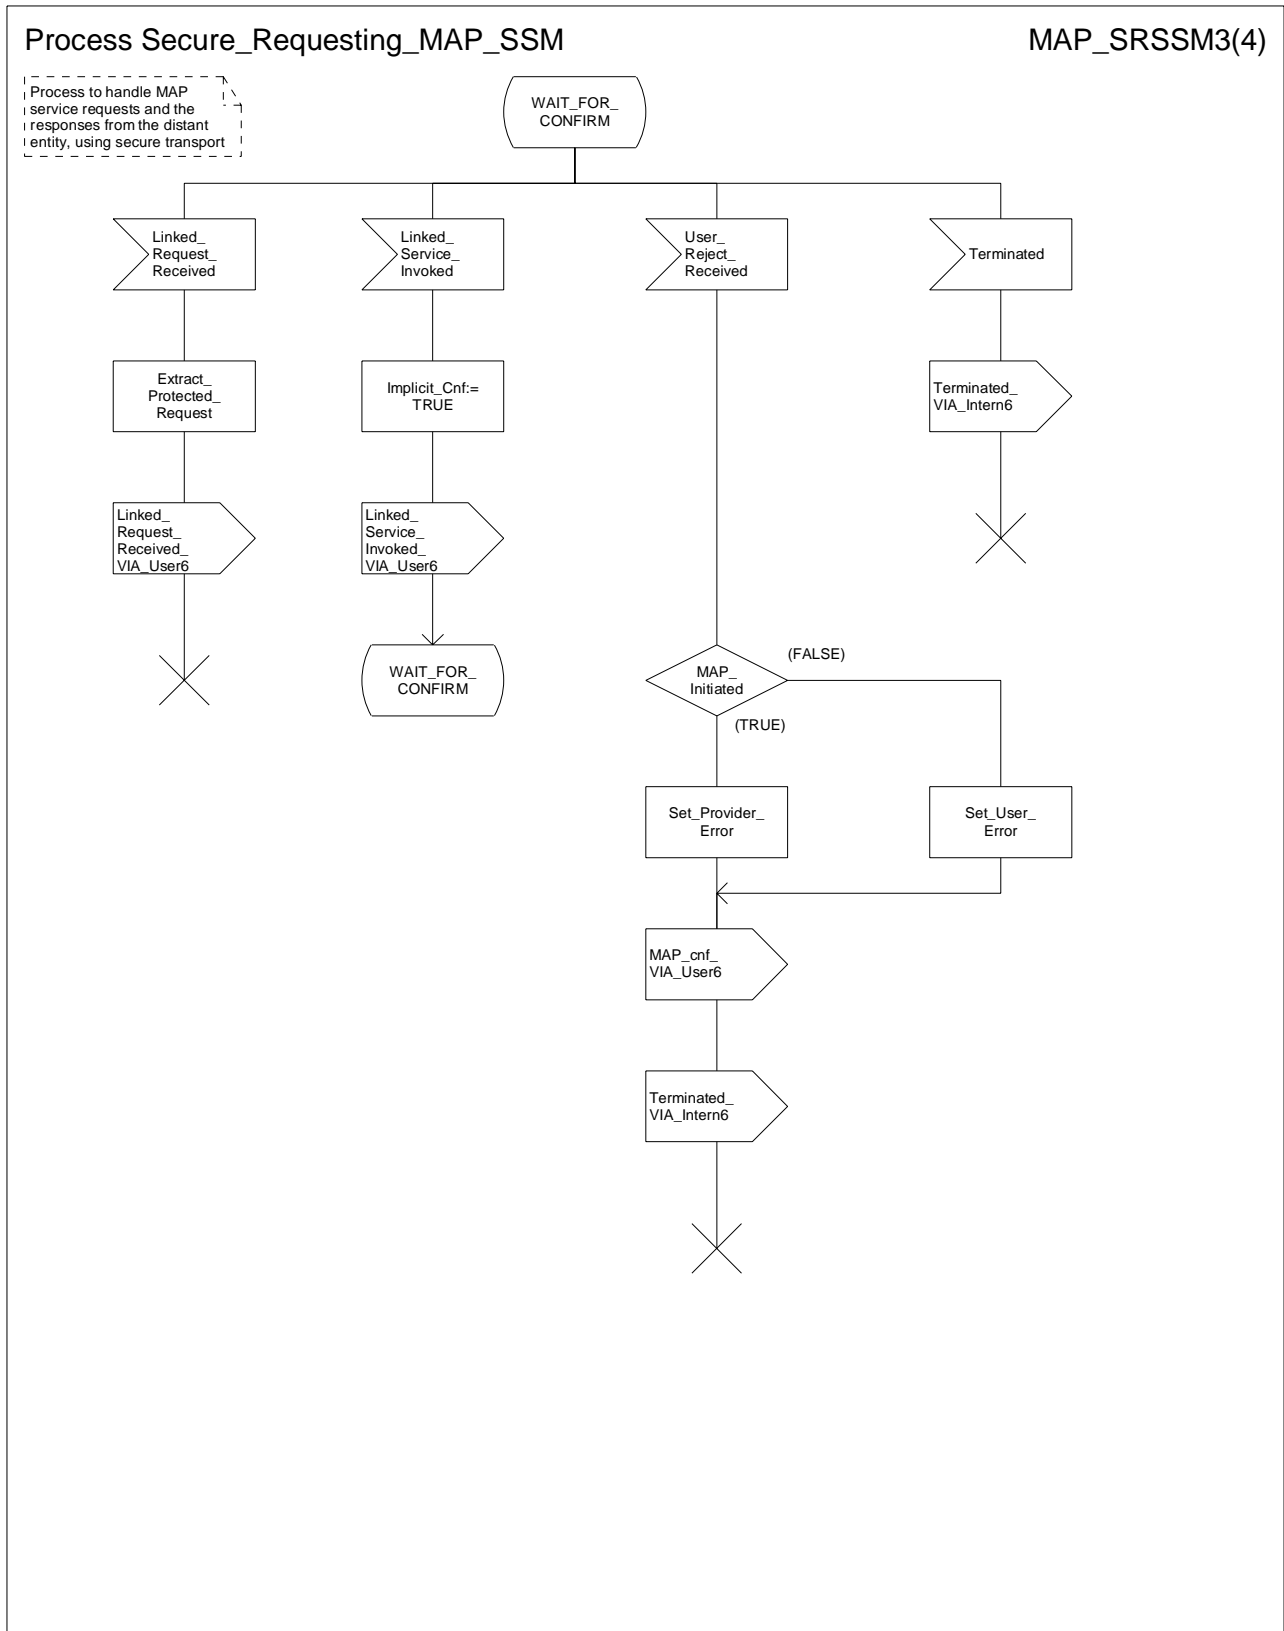 Process Secure_Requesting_MAP_SSM
MAP_SRSSM3(4)
Process to handle MAP
service requests and the
responses from the distant
entity, using secure transport
WAIT_FOR_
CONFIRM
Linked_
Request_
Received
Linked_
Service_
Invoked
User_
Reject_
Received
Terminated
Extract_
Protected_
Request
Implicit_Cnf:=
TRUE
Terminated_
VIA_Intern6
Linked_
Request_
Received_
VIA_User6
Linked_
Service_
Invoked_
VIA_User6
WAIT_FOR_
CONFIRM
MAP_
Initiated
(FALSE)
(TRUE)
Set_Provider_
Error
Set_User_
Error
MAP_cnf_
VIA_User6
Terminated_
VIA_Intern6